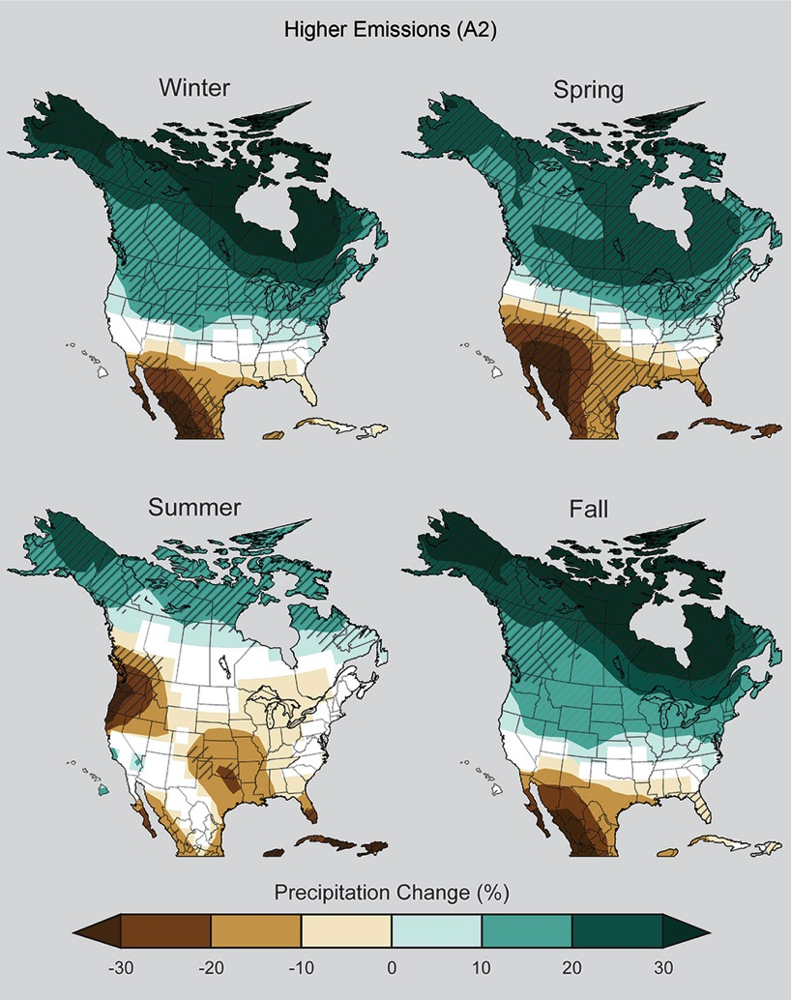 Higher Emissions (A2)
Winter
Spring
Summer
Fall
Precipitation Change (%)
-30 -20 -10 0 10 20 30